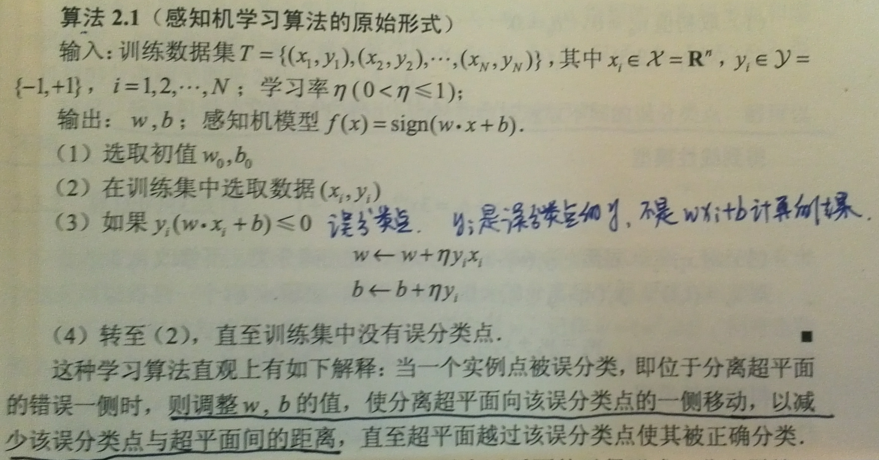 算法 2.1（感知机学习算法的原始形式）
输入：训练数据集 T = {(x₁, y₁), (x₂, y₂), ⋯, (x_N, y_N)}，其中 xᵢ ∈ 𝒳 = Rⁿ，yᵢ ∈ 𝒴 =
{−1, +1}，i = 1, 2, ⋯, N；学习率 η (0 < η ⩽ 1)；
输出：w, b；感知机模型 f(x) = sign(w·x + b).
（1）选取初值 w₀, b₀
（2）在训练集中选取数据 (xᵢ, yᵢ)
（3）如果 yᵢ(w·xᵢ + b) ⩽ 0 误分类点. yᵢ是误分类点的y，不是wxᵢ+b计算的结果.
w ← w + ηyᵢxᵢ
b ← b + ηyᵢ
（4）转至（2），直至训练集中没有误分类点. ■
这种学习算法直观上有如下解释：当一个实例点被误分类，即位于分离超平面
的错误一侧时，则调整 w, b 的值，使分离超平面向该误分类点的一侧移动，以减
少该误分类点与超平面间的距离，直至超平面越过该误分类点使其被正确分类.